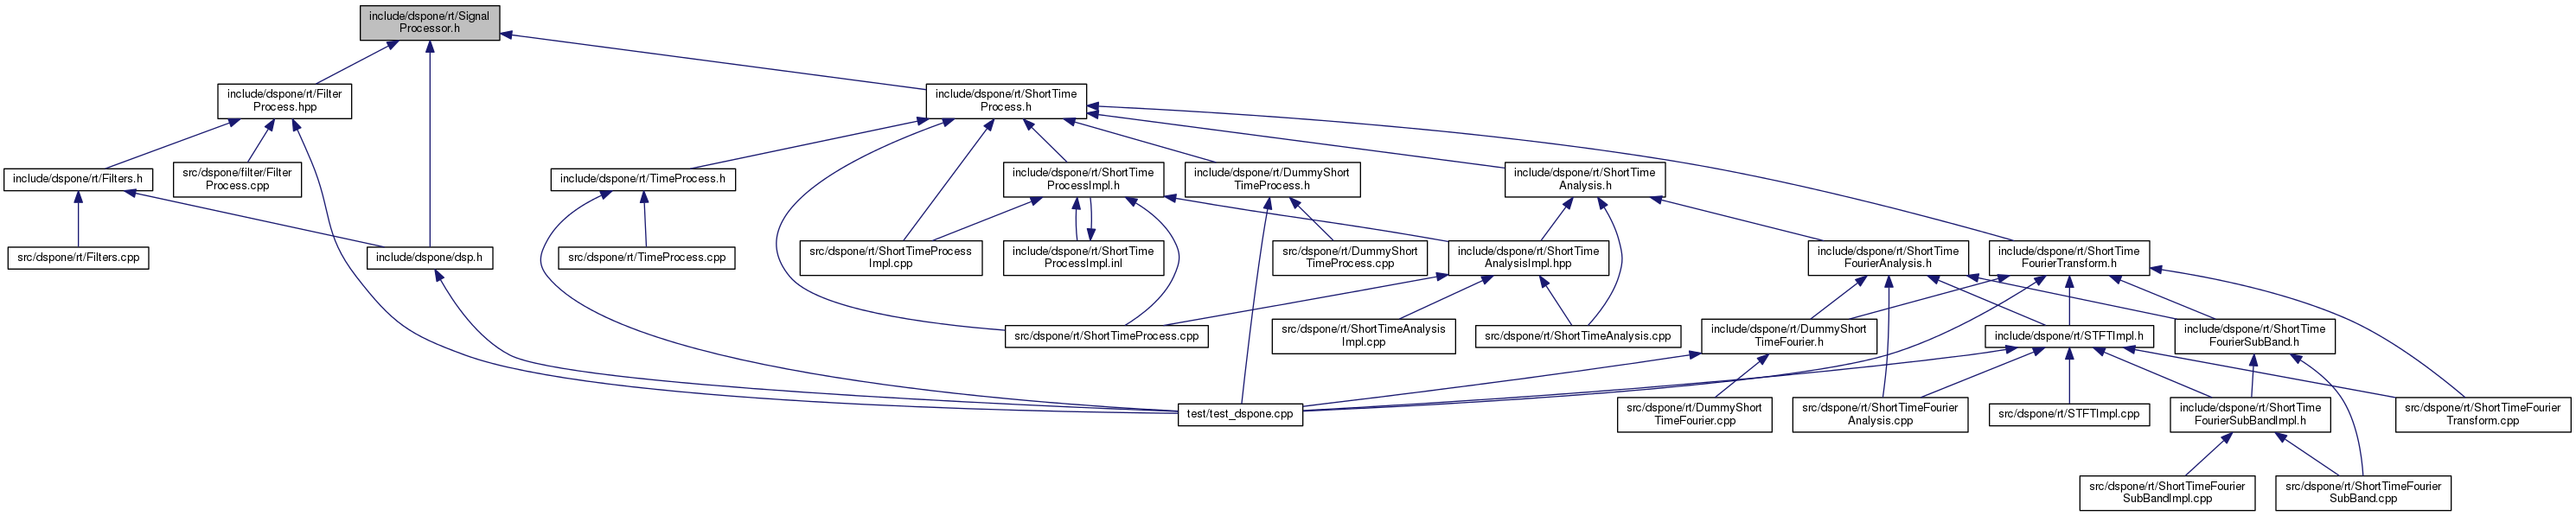 include/dspone/rt/Signal
Processor.h
include/dspone/rt/Filter
Process.hpp
include/dspone/rt/ShortTime
Process.h
include/dspone/rt/Filters.h
src/dspone/filter/Filter
Process.cpp
include/dspone/rt/TimeProcess.h
include/dspone/rt/ShortTime
ProcessImpl.h
include/dspone/rt/DummyShort
TimeProcess.h
include/dspone/rt/ShortTime
Analysis.h
src/dspone/rt/Filters.cpp
include/dspone/dsp.h
src/dspone/rt/TimeProcess.cpp
src/dspone/rt/ShortTimeProcess
Impl.cpp
include/dspone/rt/ShortTime
ProcessImpl.inl
src/dspone/rt/DummyShort
TimeProcess.cpp
include/dspone/rt/ShortTime
AnalysisImpl.hpp
include/dspone/rt/ShortTime
FourierAnalysis.h
include/dspone/rt/ShortTime
FourierTransform.h
src/dspone/rt/ShortTimeProcess.cpp
src/dspone/rt/ShortTimeAnalysis
Impl.cpp
src/dspone/rt/ShortTimeAnalysis.cpp
include/dspone/rt/DummyShort
TimeFourier.h
include/dspone/rt/STFTImpl.h
include/dspone/rt/ShortTime
FourierSubBand.h
test/test_dspone.cpp
src/dspone/rt/DummyShort
TimeFourier.cpp
src/dspone/rt/ShortTimeFourier
Analysis.cpp
src/dspone/rt/STFTImpl.cpp
include/dspone/rt/ShortTime
FourierSubBandImpl.h
src/dspone/rt/ShortTimeFourier
Transform.cpp
src/dspone/rt/ShortTimeFourier
SubBandImpl.cpp
src/dspone/rt/ShortTimeFourier
SubBand.cpp